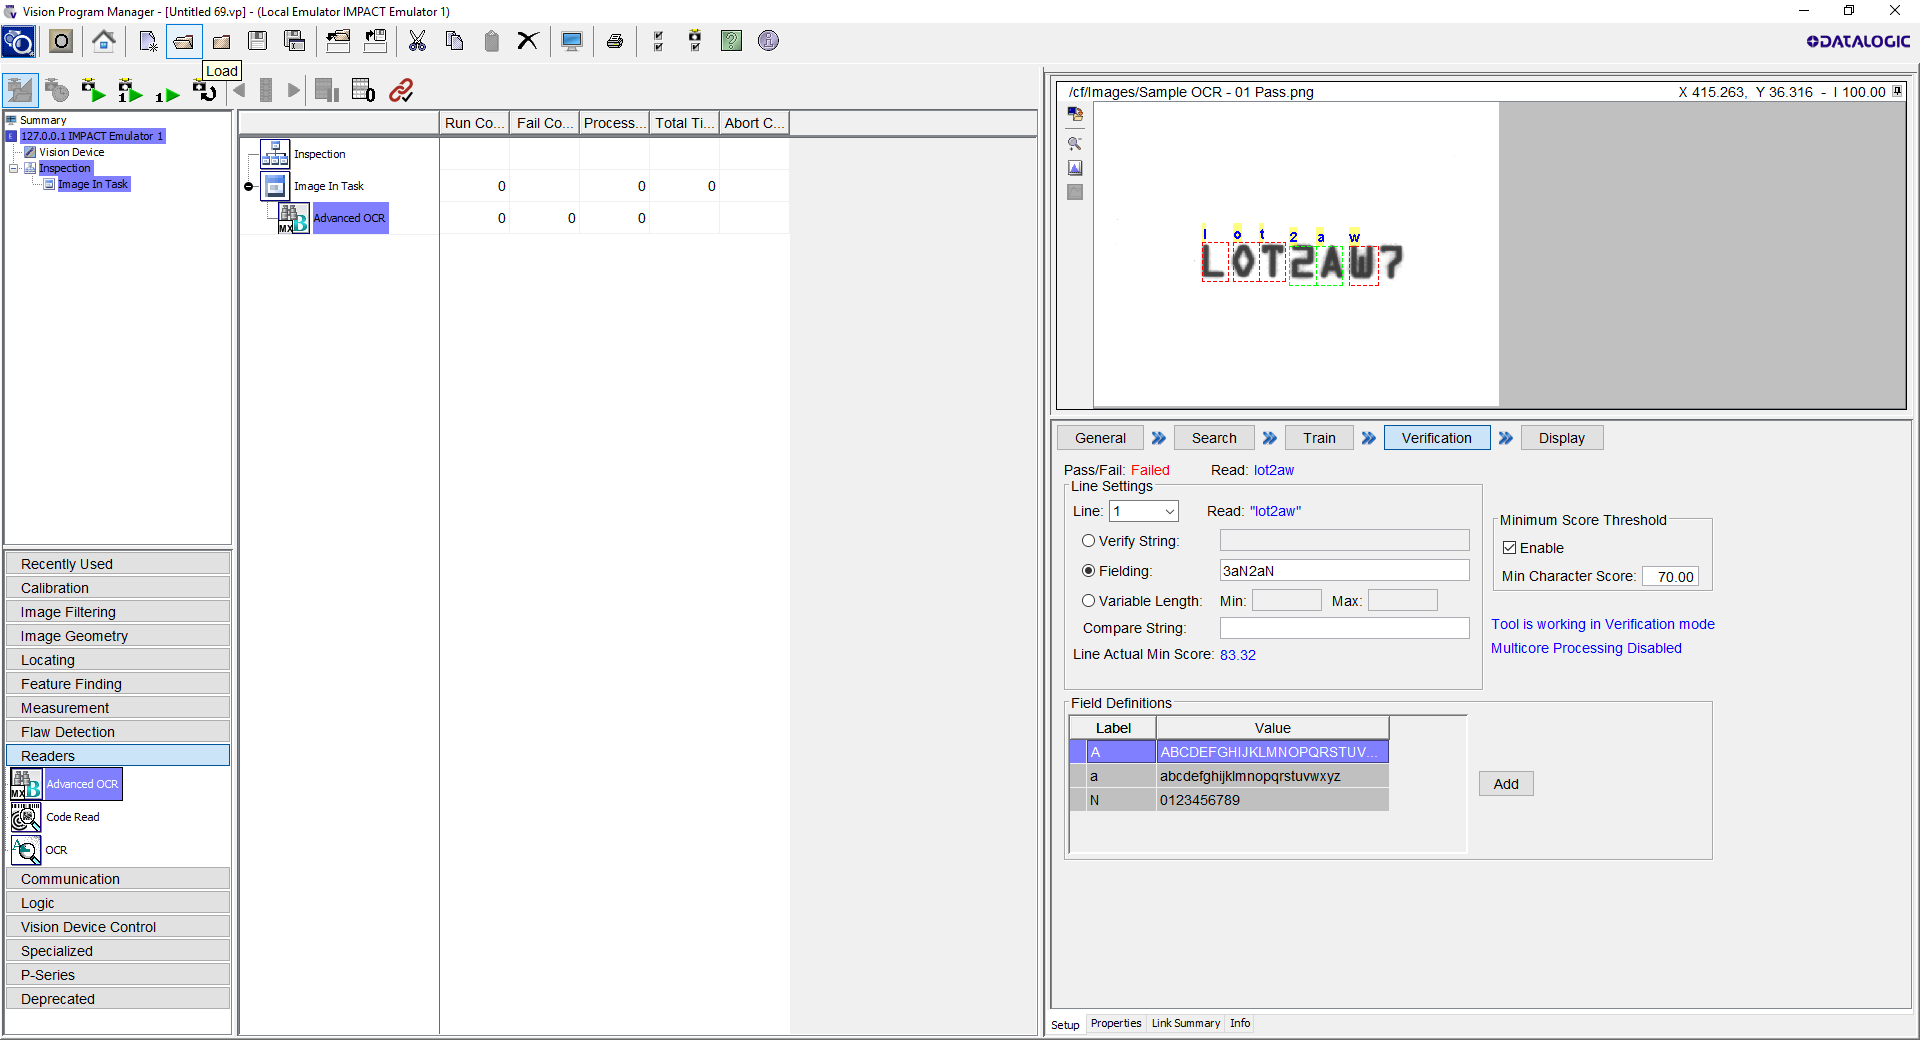 Vision Program Manager - [Untitled 69.vp] - (Local Emulator IMPACT Emulator 1)
DATALOGIC
Load
Summary
127.0.0.1 IMPACT Emulator 1
Vision Device
Inspection
Image In Task
Recently Used
Calibration
Image Filtering
Image Geometry
Locating
Feature Finding
Measurement
Flaw Detection
Readers
MX B Advanced OCR
Code Read
OCR
Communication
Logic
Vision Device Control
Specialized
P-Series
Deprecated
Run Co... Fail Co... Process... Total Ti... Abort C...
Inspection
Image In Task 0 0 0
MX B Advanced OCR 0 0 0
/cf/Images/Sample OCR - 01 Pass.png X 415.263, Y 36.316 - I 100.00
l o t 2 a w
LOT2AW7
General Search Train Verification Display
Pass/Fail: Failed Read: lot2aw
Line Settings
Line: 1 Read: "lot2aw"
Verify String:
Fielding: 3aN2aN
Variable Length: Min: Max:
Compare String:
Line Actual Min Score: 83.32
Minimum Score Threshold
Enable
Min Character Score: 70.00
Tool is working in Verification mode
Multicore Processing Disabled
Field Definitions
Label Value
A ABCDEFGHIJKLMNOPQRSTUV...
a abcdefghijklmnopqrstuvwxyz
N 0123456789
Add
Setup Properties Link Summary Info